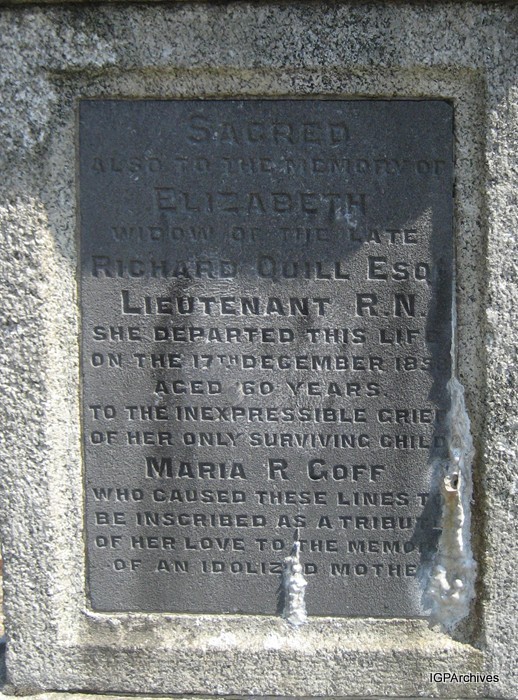 SACRED
ALSO TO THE MEMORY OF
ELIZABETH
WIDOW OF THE LATE
RICHARD QUILL ESQ
LIEUTENANT R.N.
SHE DEPARTED THIS LIFE
ON THE 17TH DECEMBER
AGED 60 YEARS.
TO THE INEXPRESSIBLE GRIEF
OF HER ONLY SURVIVING CHILD
MARIA R GOFF
WHO CAUSED THESE LINES TO
BE INSCRIBED AS A TRIBUTE
OF HER LOVE TO THE MEMORY
OF AN IDOLIZED MOTHER
IGPArchives